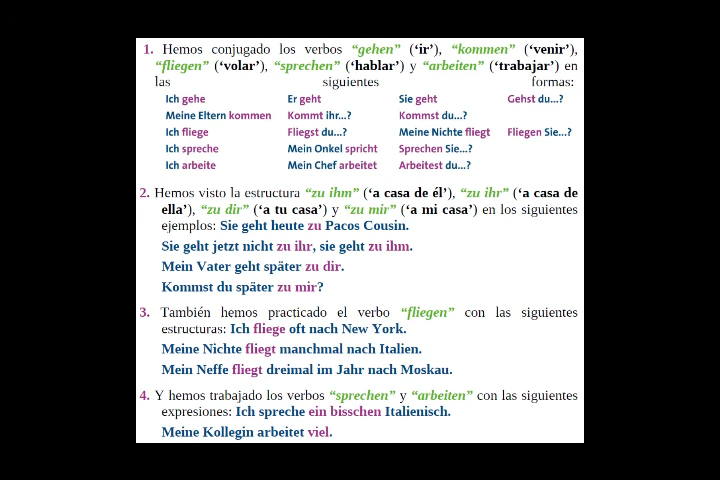 1. Hemos conjugado los verbos “gehen” (‘ir’), “kommen” (‘venir’),
“fliegen” (‘volar’), “sprechen” (‘hablar’) y “arbeiten” (‘trabajar’) en
las siguientes formas:
Ich gehe Er geht Sie geht Gehst du...?
Meine Eltern kommen Kommt ihr...? Kommst du...?
Ich fliege Fliegst du...? Meine Nichte fliegt Fliegen Sie...?
Ich spreche Mein Onkel spricht Sprechen Sie...?
Ich arbeite Mein Chef arbeitet Arbeitest du...?
2. Hemos visto la estructura “zu ihm” (‘a casa de él’), “zu ihr” (‘a casa de
ella’), “zu dir” (‘a tu casa’) y “zu mir” (‘a mi casa’) en los siguientes
ejemplos: Sie geht heute zu Pacos Cousin.
Sie geht jetzt nicht zu ihr, sie geht zu ihm.
Mein Vater geht später zu dir.
Kommst du später zu mir?
3. También hemos practicado el verbo “fliegen” con las siguientes
estructuras: Ich fliege oft nach New York.
Meine Nichte fliegt manchmal nach Italien.
Mein Neffe fliegt dreimal im Jahr nach Moskau.
4. Y hemos trabajado los verbos “sprechen” y “arbeiten” con las siguientes
expresiones: Ich spreche ein bisschen Italienisch.
Meine Kollegin arbeitet viel.